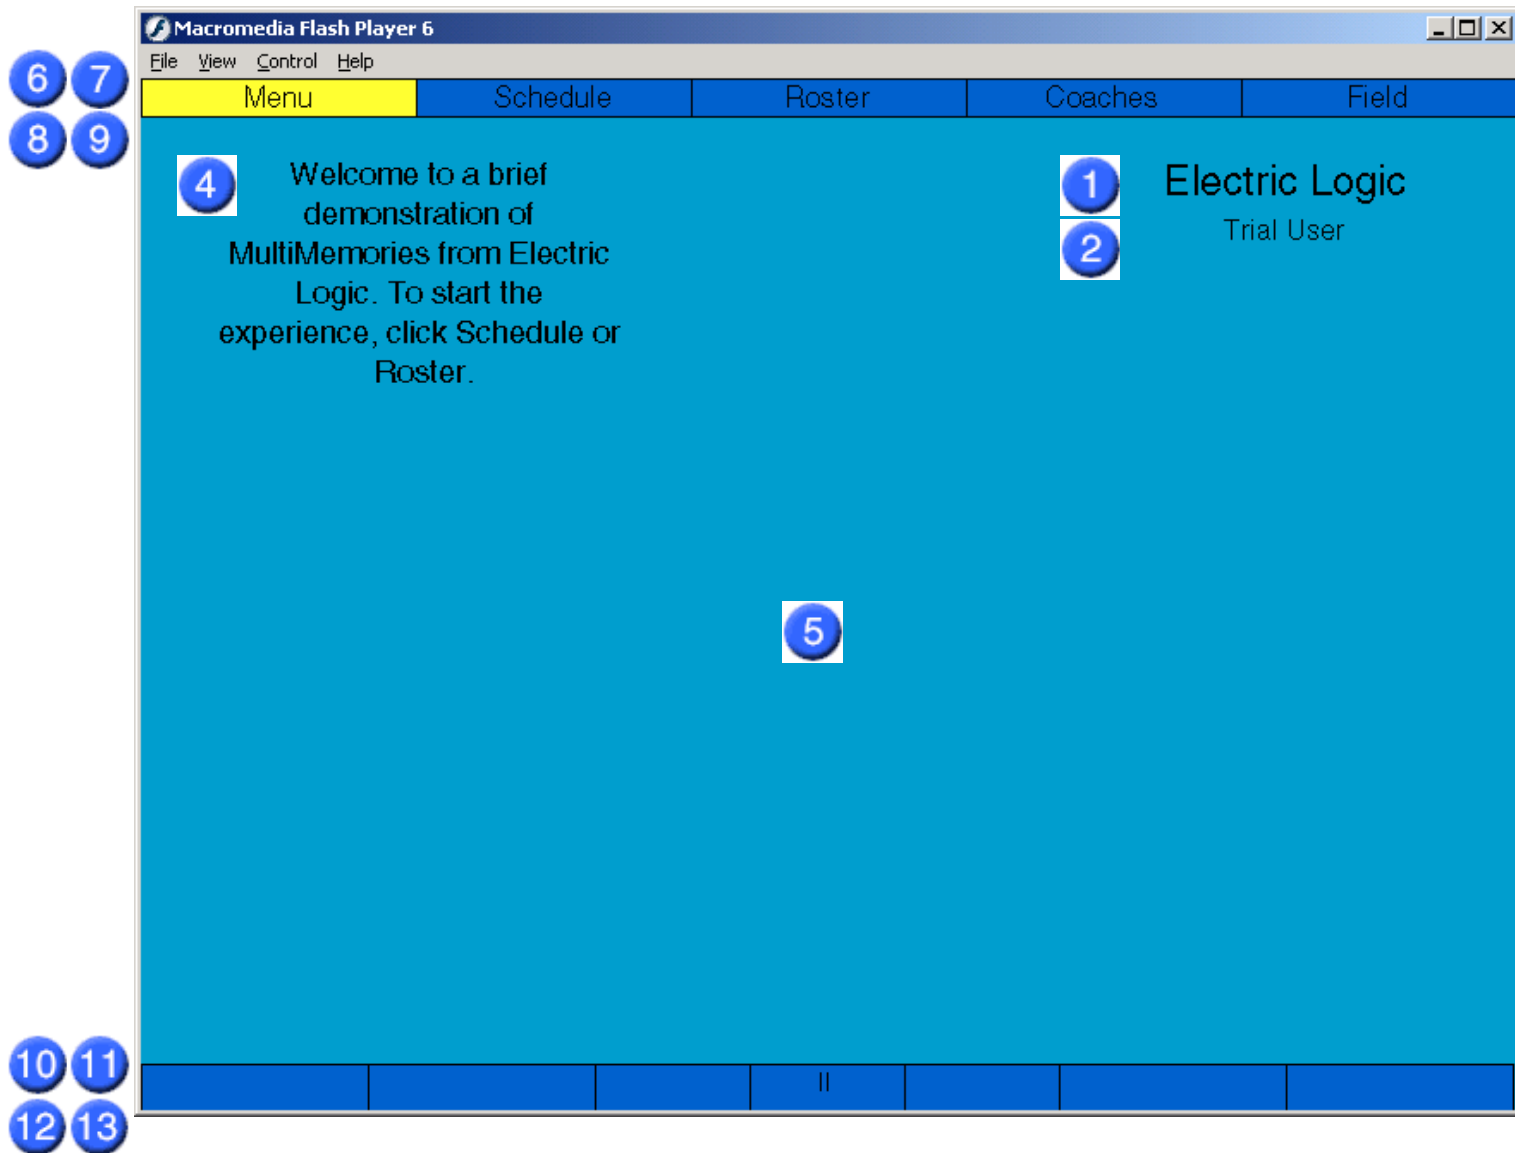 Macromedia Flash Player 6
File View Control Help
6 7
Menu Schedule Roster Coaches Field
8 9
4
Welcome to a brief
demonstration of
MultiMemories from Electric
Logic. To start the
experience, click Schedule or
Roster.
1 Electric Logic
2 Trial User
5
10 11
II
12 13